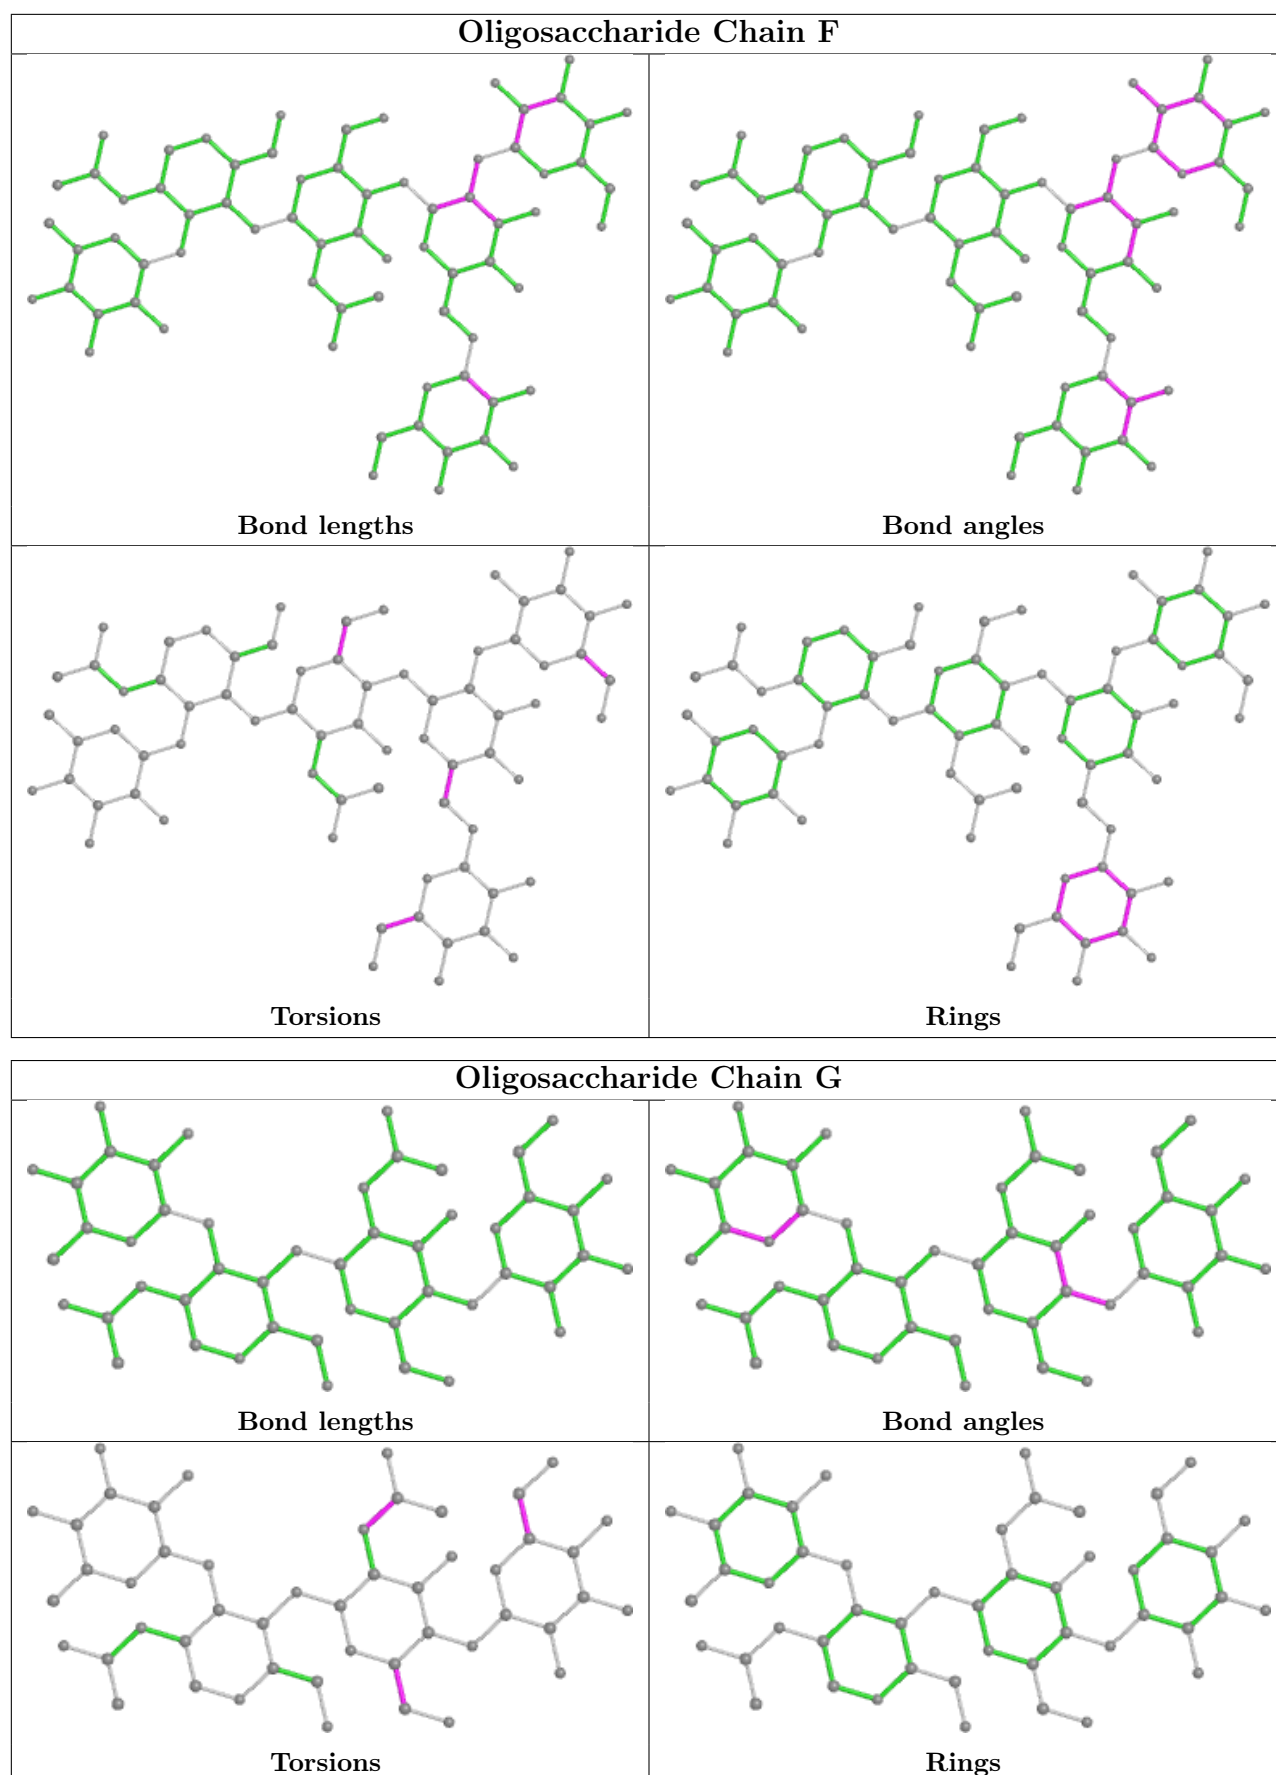 Oligosaccharide Chain F
Bond lengths
Bond angles
Torsions
Rings
Oligosaccharide Chain G
Bond lengths
Bond angles
Torsions
Rings